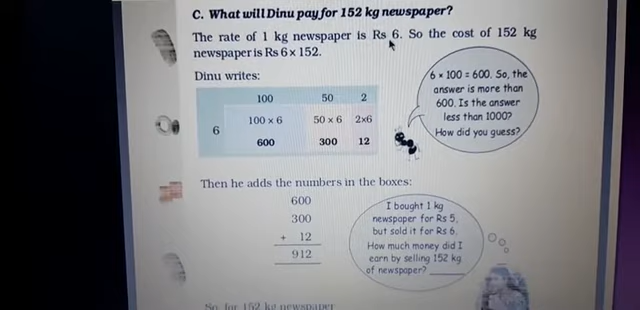 C. What will Dinu pay for 152 kg newspaper?
The rate of 1 kg newspaper is Rs 6. So the cost of 152 kg
newspaper is Rs 6 x 152.
Dinu writes:
100 50 2
6 100 x 6 50 x 6 2x6
600 300 12
6 × 100 = 600. So, the
answer is more than
600. Is the answer
less than 1000?
How did you guess?
Then he adds the numbers in the boxes:
600
300
+ 12
912
I bought 1 kg
newspaper for Rs 5,
but sold it for Rs 6.
How much money did I
earn by selling 152 kg
of newspaper?
So, for 152 kg newspaper